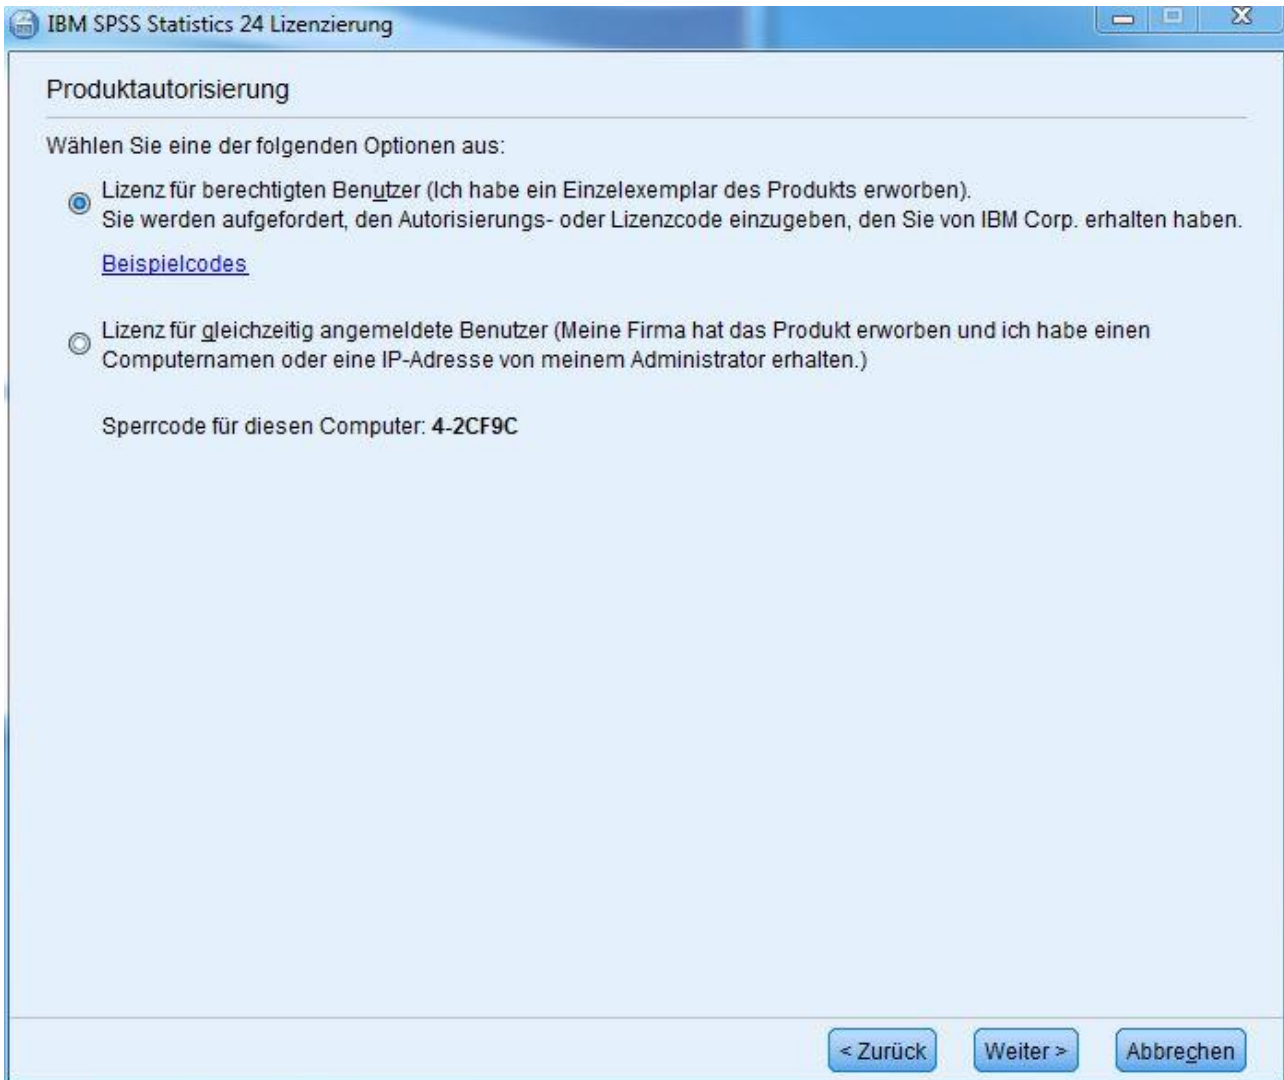 IBM SPSS Statistics 24 Lizenzierung
Produktautorisierung
Wählen Sie eine der folgenden Optionen aus:
Lizenz für berechtigten Benutzer (Ich habe ein Einzelexemplar des Produkts erworben).
Sie werden aufgefordert, den Autorisierungs- oder Lizenzcode einzugeben, den Sie von IBM Corp. erhalten haben.
Beispielcodes
Lizenz für gleichzeitig angemeldete Benutzer (Meine Firma hat das Produkt erworben und ich habe einen
Computernamen oder eine IP-Adresse von meinem Administrator erhalten.)
Sperrcode für diesen Computer: 4-2CF9C
< Zurück
Weiter >
Abbrechen